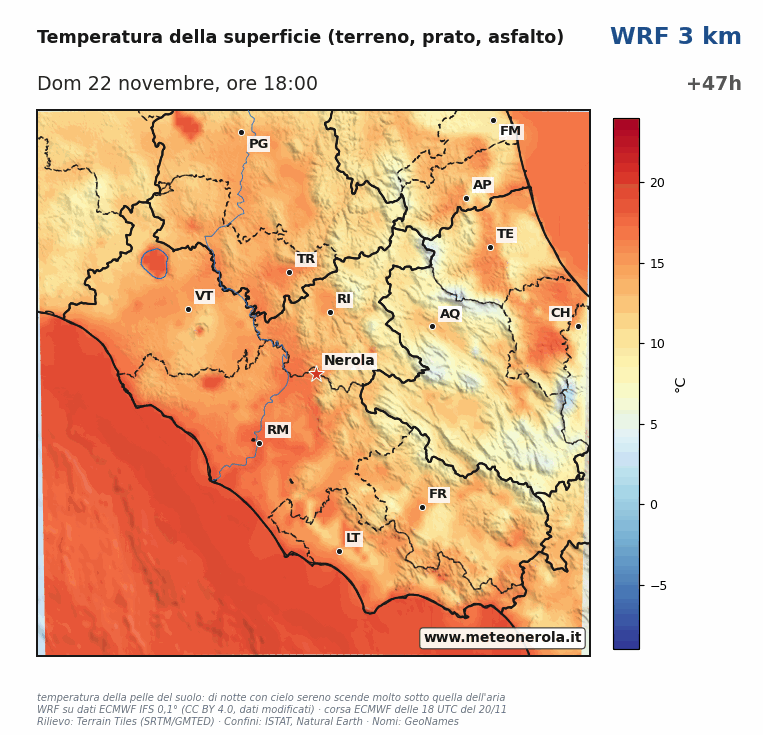 Temperatura della superficie (terreno, prato, asfalto)
WRF 3 km
Dom 22 novembre, ore 18:00
+47h
FM
PG
AP
TE
TR
VT
RI
AQ
CH
Nerola
RM
FR
LT
www.meteonerola.it
20
15
10
5
0
−5
°C
temperatura della pelle del suolo: di notte con cielo sereno scende molto sotto quella dell'aria
WRF su dati ECMWF IFS 0,1° (CC BY 4.0, dati modificati) · corsa ECMWF delle 18 UTC del 20/11
Rilievo: Terrain Tiles (SRTM/GMTED) · Confini: ISTAT, Natural Earth · Nomi: GeoNames